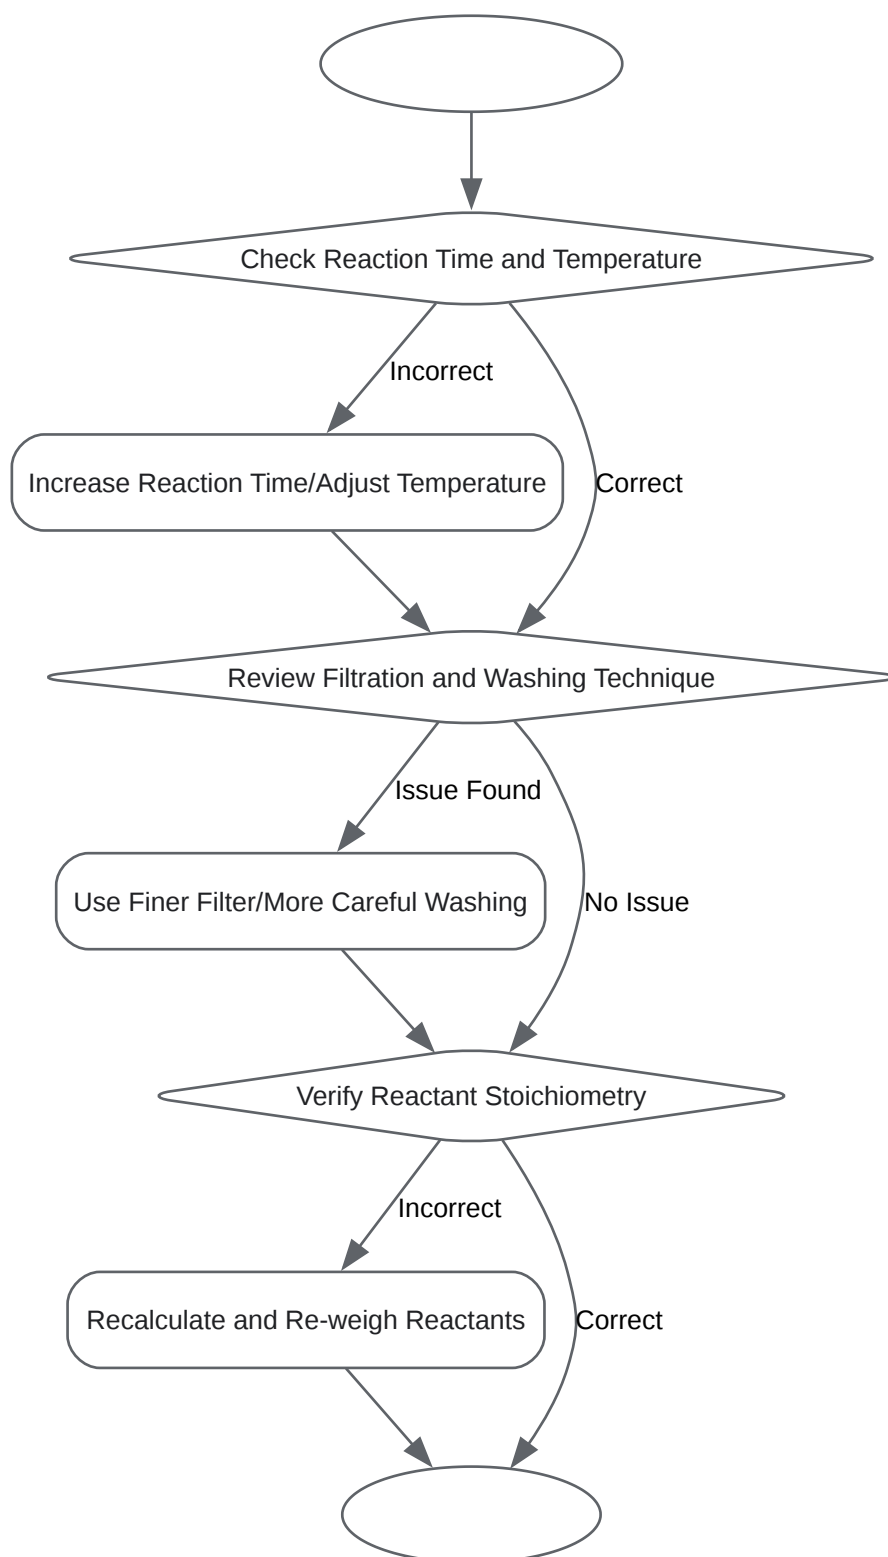 Check Reaction Time and Temperature
Incorrect
Increase Reaction Time/Adjust Temperature
Correct
Review Filtration and Washing Technique
Issue Found
Use Finer Filter/More Careful Washing
No Issue
Verify Reactant Stoichiometry
Incorrect
Recalculate and Re-weigh Reactants
Correct